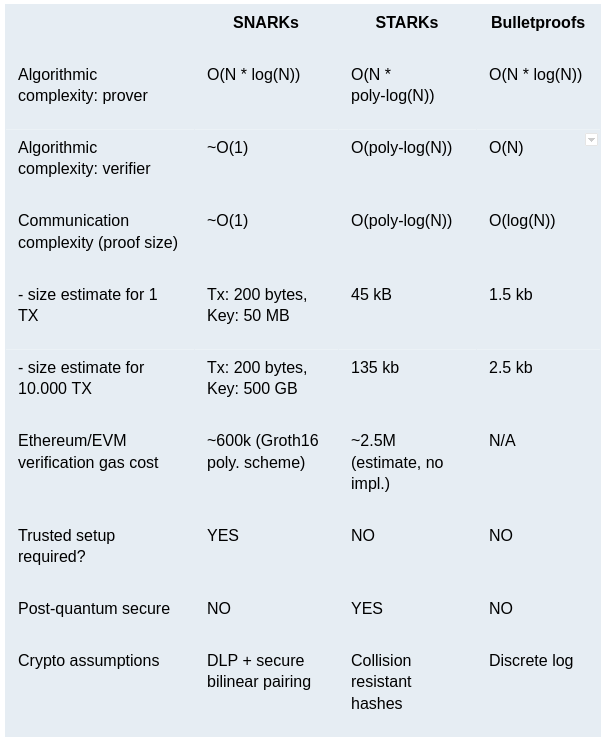 SNARKs STARKs Bulletproofs
Algorithmic O(N * log(N)) O(N * O(N * log(N))
complexity: prover poly-log(N))
Algorithmic ~O(1) O(poly-log(N)) O(N)
complexity: verifier
Communication ~O(1) O(poly-log(N)) O(log(N))
complexity (proof size)
- size estimate for 1 Tx: 200 bytes, 45 kB 1.5 kb
TX Key: 50 MB
- size estimate for Tx: 200 bytes, 135 kb 2.5 kb
10.000 TX Key: 500 GB
Ethereum/EVM ~600k (Groth16 ~2.5M N/A
verification gas cost poly. scheme) (estimate, no
impl.)
Trusted setup YES NO NO
required?
Post-quantum secure NO YES NO
Crypto assumptions DLP + secure Collision Discrete log
bilinear pairing resistant
hashes